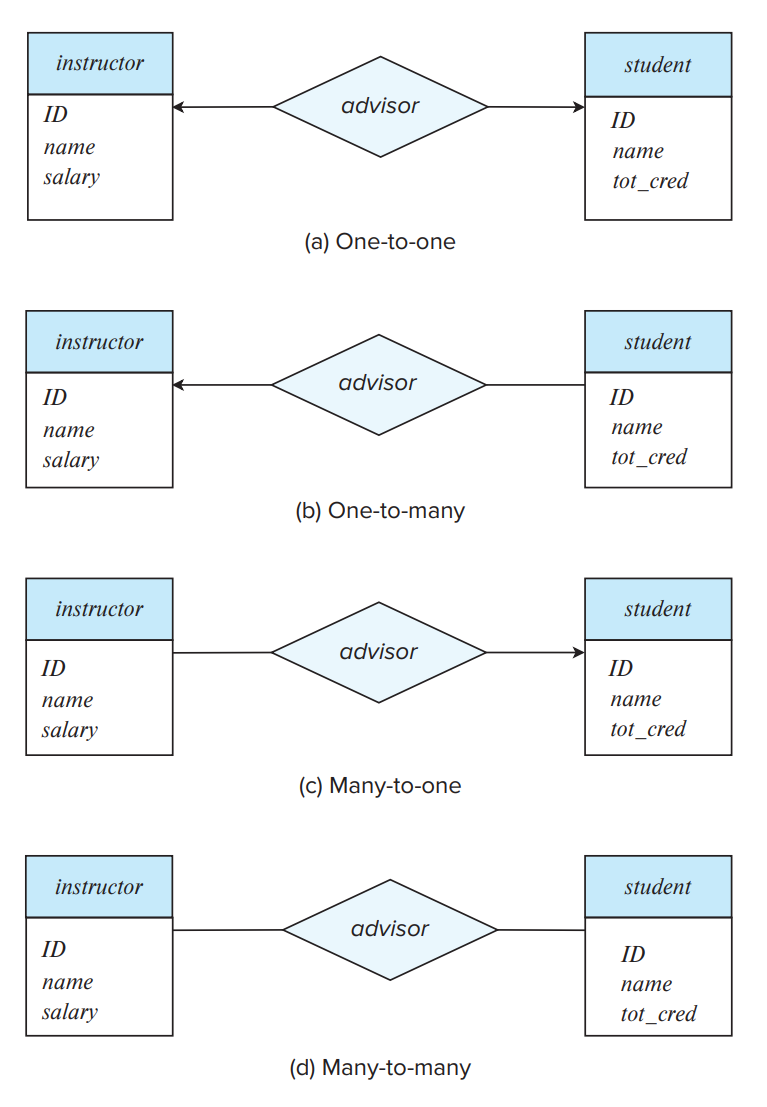 instructor
advisor
student
ID
name
salary
ID
name
tot_cred
(a) One-to-one
instructor
advisor
student
ID
name
salary
ID
name
tot_cred
(b) One-to-many
instructor
advisor
student
ID
name
salary
ID
name
tot_cred
(c) Many-to-one
instructor
advisor
student
ID
name
salary
ID
name
tot_cred
(d) Many-to-many